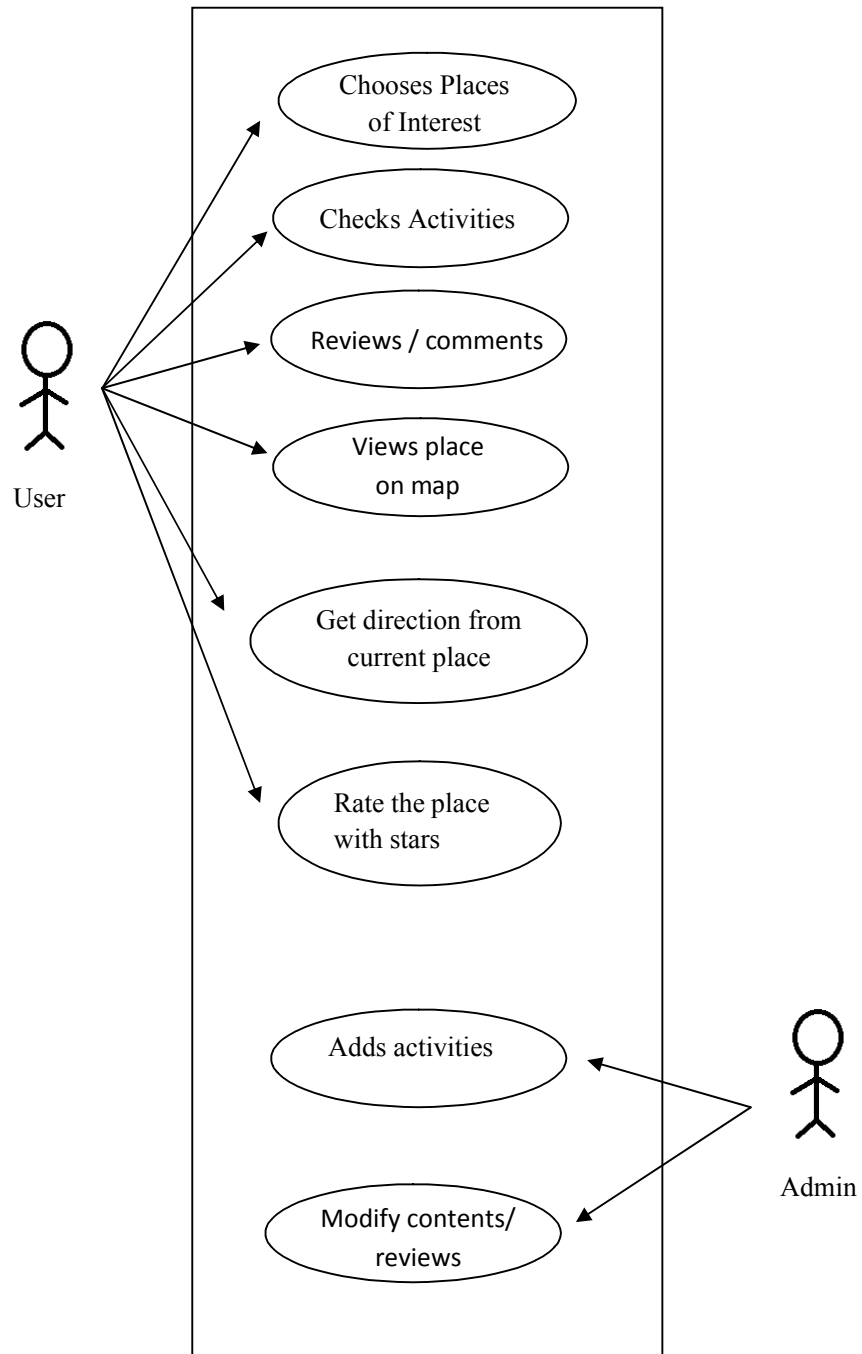 Chooses Places
of Interest
Checks Activities
Reviews / comments
Views place
on map
User
Get direction from
current place
Rate the place
with stars
Adds activities
Admin
Modify contents/
reviews